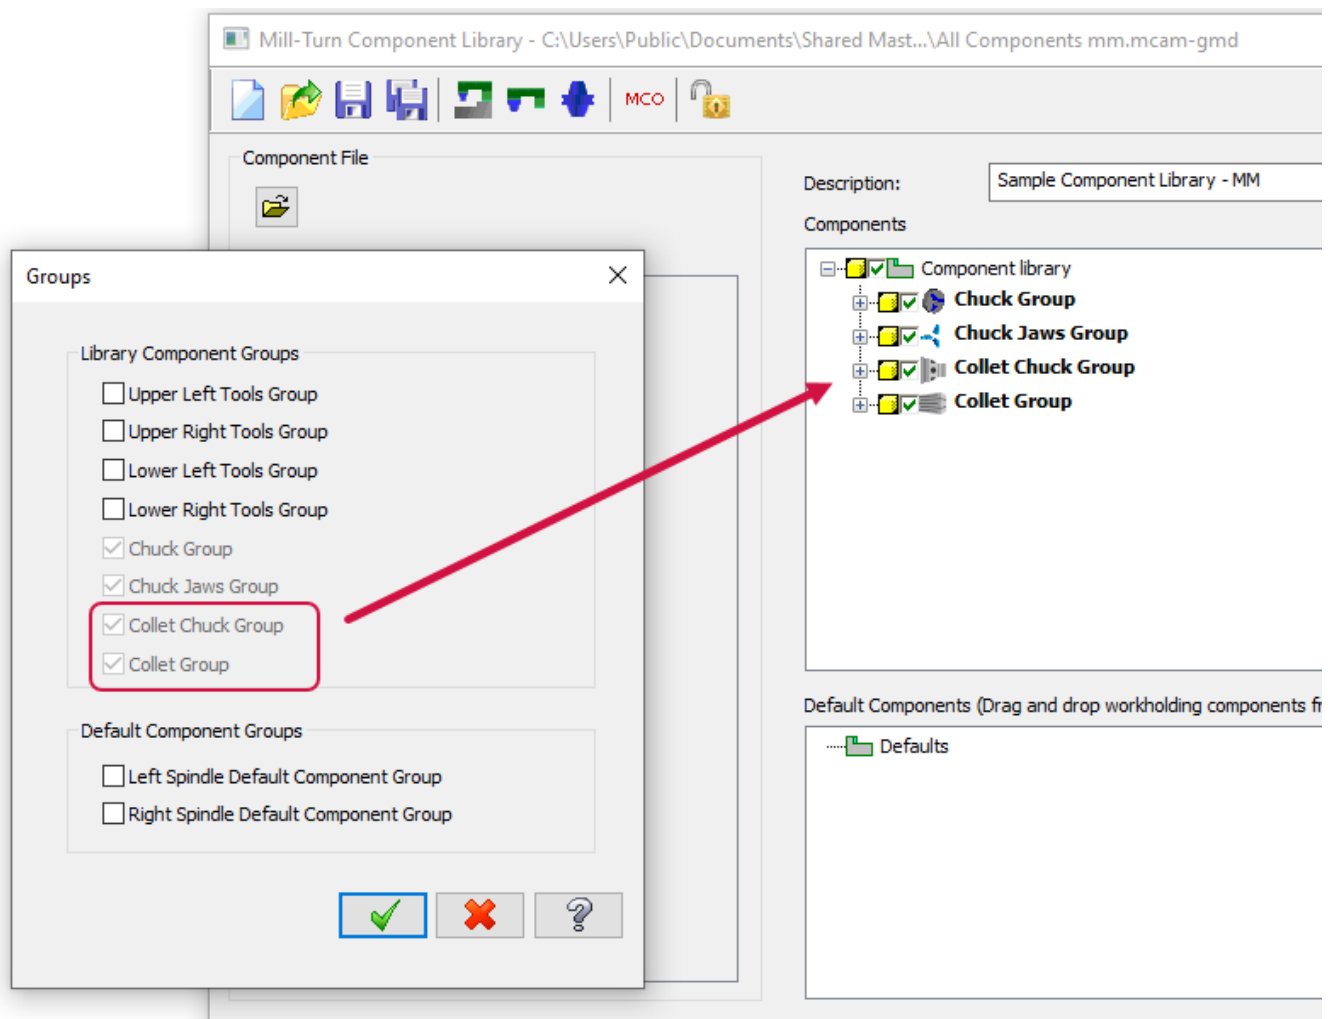 Mill-Turn Component Library - C:\Users\Public\Documents\Shared Mast...\All Components mm.mcam-gmd
MCO
Component File
Description:
Sample Component Library - MM
Components
Component library
Chuck Group
Chuck Jaws Group
Collet Chuck Group
Collet Group
Default Components (Drag and drop workholding components fr
Defaults
Groups
Library Component Groups
Upper Left Tools Group
Upper Right Tools Group
Lower Left Tools Group
Lower Right Tools Group
Chuck Group
Chuck Jaws Group
Collet Chuck Group
Collet Group
Default Component Groups
Left Spindle Default Component Group
Right Spindle Default Component Group